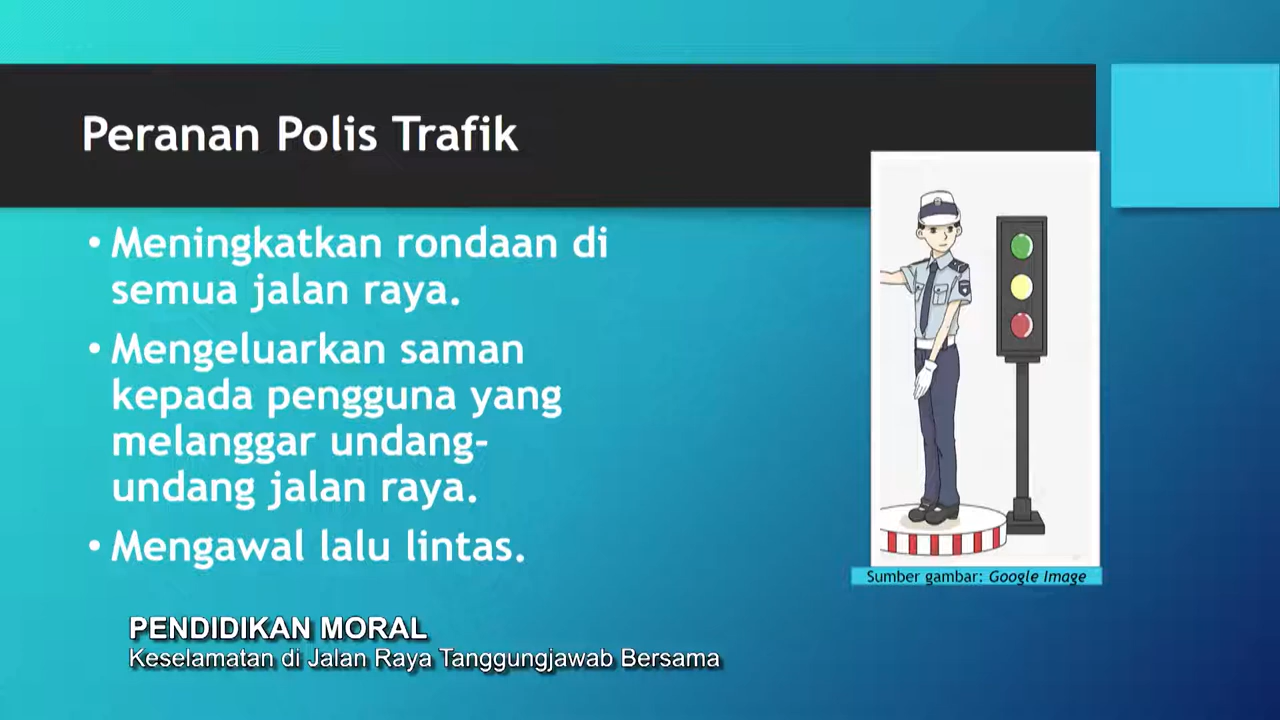 Peranan Polis Trafik
• Meningkatkan rondaan di
semua jalan raya.
• Mengeluarkan saman
kepada pengguna yang
melanggar undang-
undang jalan raya.
• Mengawal lalu lintas.
Sumber gambar: Google Image
PENDIDIKAN MORAL
Keselamatan di Jalan Raya Tanggungjawab Bersama